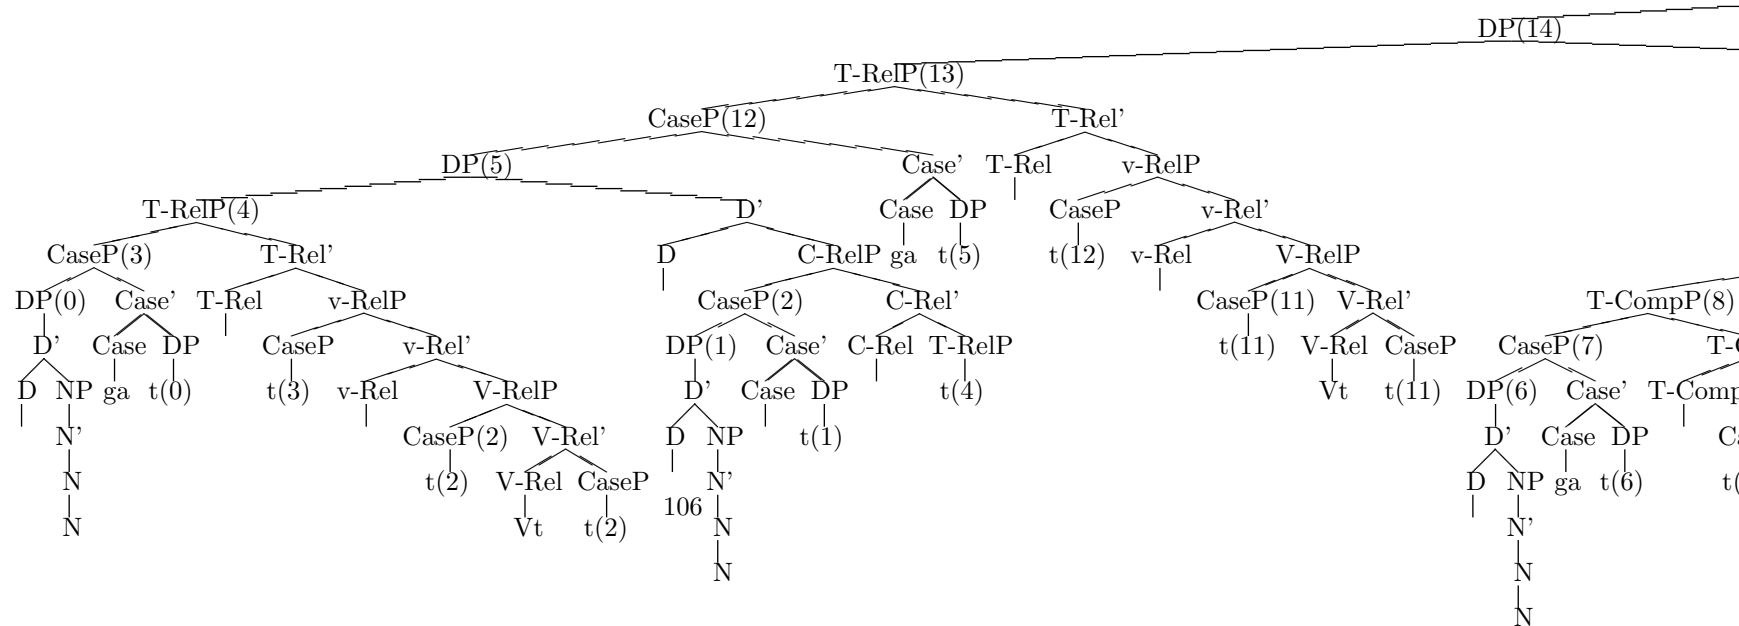 DP(14)
T-RelP(13)
CaseP(12) T-Rel’
DP(5) Case’ T-Rel v-RelP
T-RelP(4) D’ Case DP CaseP v-Rel’
CaseP(3) T-Rel’ D C-RelP ga t(5) t(12) v-Rel V-RelP
DP(0) Case’ T-Rel v-RelP CaseP(2) C-Rel’ CaseP(11) V-Rel’ T-CompP(8)
D’ Case DP CaseP v-Rel’ DP(1) Case’ C-Rel T-RelP t(11) V-Rel CaseP CaseP(7)
D NP ga t(0) t(3) v-Rel V-RelP D’ Case DP t(4) Vt t(11) DP(6) Case’ T-Comp
N’ CaseP(2) V-Rel’ D NP t(1) D’ Case DP
N t(2) V-Rel CaseP N’ D NP ga t(6)
106
N Vt t(2) N N’
N N
N